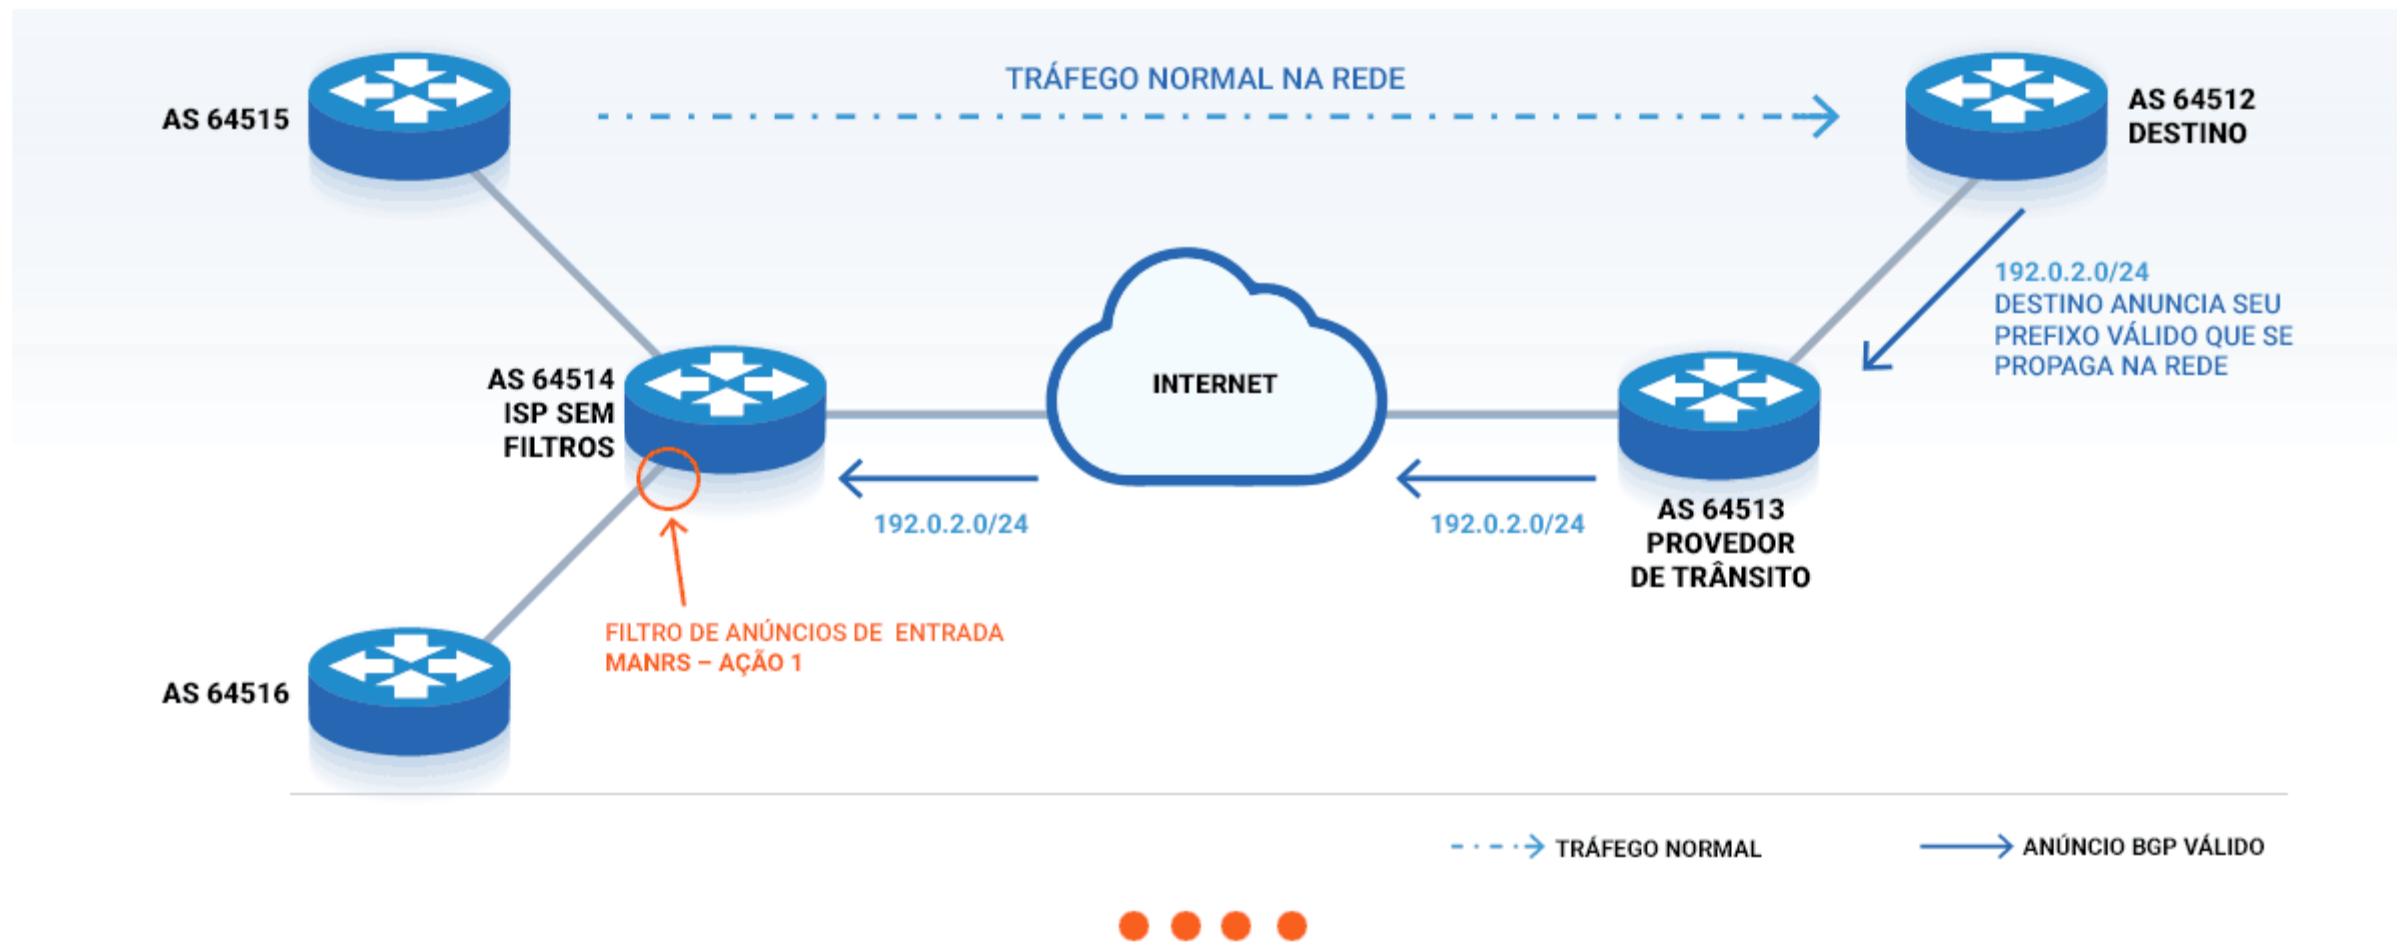 TRÁFEGO NORMAL NA REDE
AS 64515
AS 64512
DESTINO
192.0.2.0/24
DESTINO ANUNCIA SEU
PREFIXO VÁLIDO QUE SE
PROPAGA NA REDE
AS 64514
ISP SEM
FILTROS
INTERNET
192.0.2.0/24
192.0.2.0/24
AS 64513
PROVEDOR
DE TRÂNSITO
FILTRO DE ANÚNCIOS DE ENTRADA
MANRS – AÇÃO 1
AS 64516
TRÁFEGO NORMAL
ANÚNCIO BGP VÁLIDO